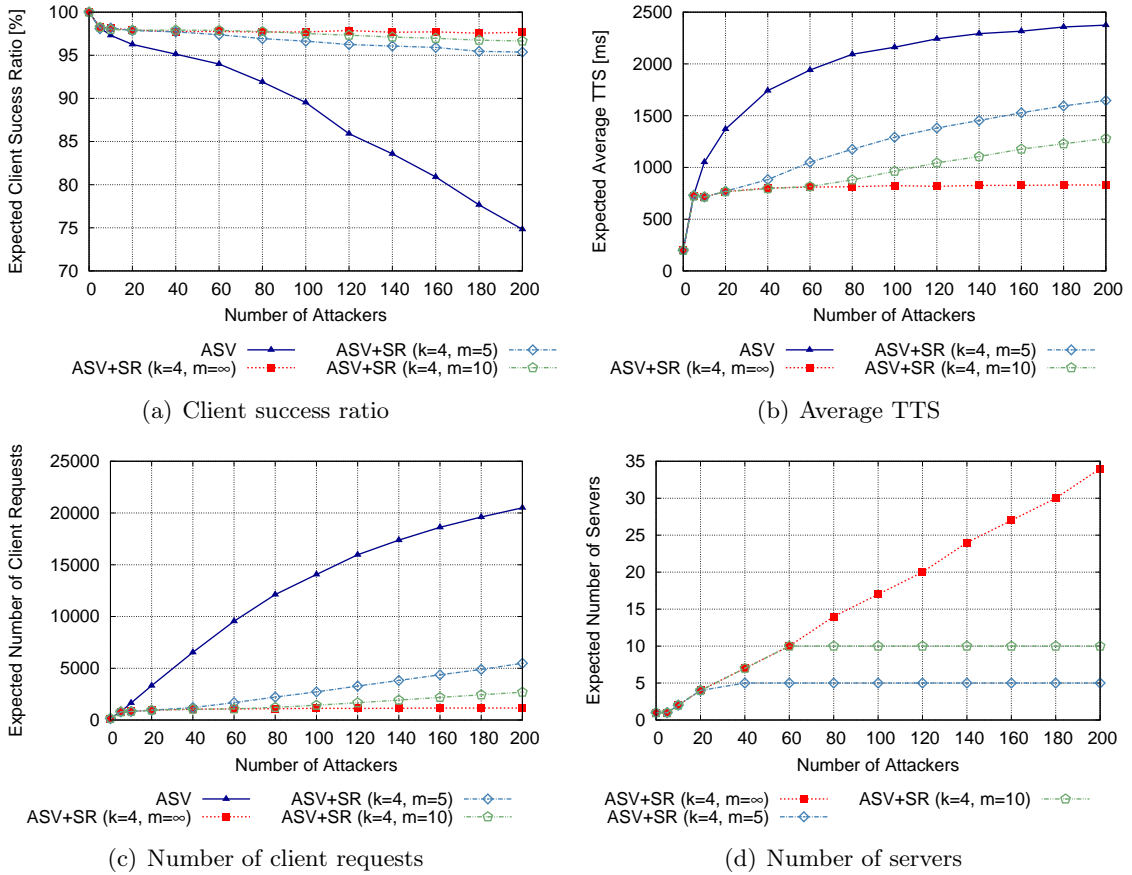 Expected Client Success Ratio [%]
100
95
90
85
80
75
70
0 20 40 60 80 100 120 140 160 180 200
Number of Attackers
ASV
ASV+SR (k=4, m=∞)
ASV+SR (k=4, m=5)
ASV+SR (k=4, m=10)
(a) Client success ratio
Expected Average TTS [ms]
2500
2000
1500
1000
500
0
0 20 40 60 80 100 120 140 160 180 200
Number of Attackers
ASV
ASV+SR (k=4, m=∞)
ASV+SR (k=4, m=5)
ASV+SR (k=4, m=10)
(b) Average TTS
Expected Number of Client Requests
25000
20000
15000
10000
5000
0
0 20 40 60 80 100 120 140 160 180 200
Number of Attackers
ASV
ASV+SR (k=4, m=∞)
ASV+SR (k=4, m=5)
ASV+SR (k=4, m=10)
(c) Number of client requests
Expected Number of Servers
35
30
25
20
15
10
5
0
0 20 40 60 80 100 120 140 160 180 200
Number of Attackers
ASV+SR (k=4, m=∞)
ASV+SR (k=4, m=5)
ASV+SR (k=4, m=10)
(d) Number of servers